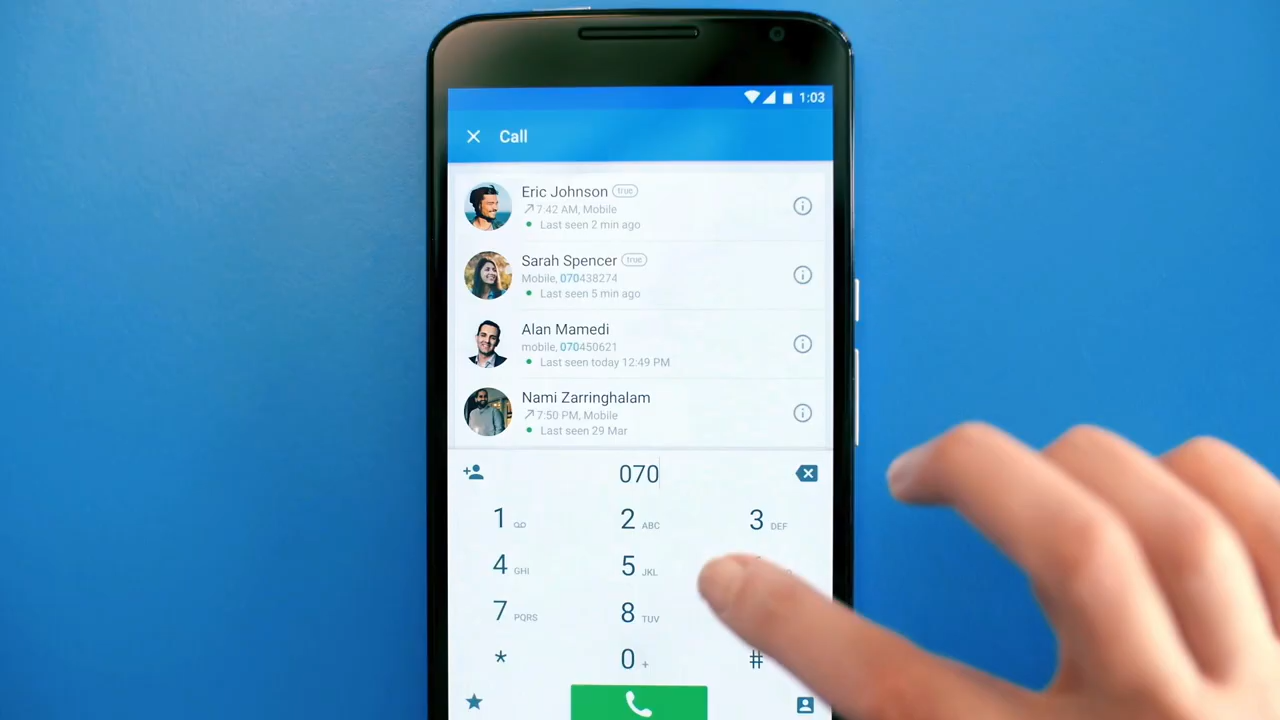 1:03
Call
Eric Johnson true
7:42 AM, Mobile
Last seen 2 min ago
Sarah Spencer true
Mobile, 070438274
Last seen 5 min ago
Alan Mamedi
mobile, 070450621
Last seen today 12:49 PM
Nami Zarringhalam
7:50 PM, Mobile
Last seen 29 Mar
070
1 2 ABC 3 DEF
4 GHI 5 JKL
7 PQRS 8 TUV
* 0 + #